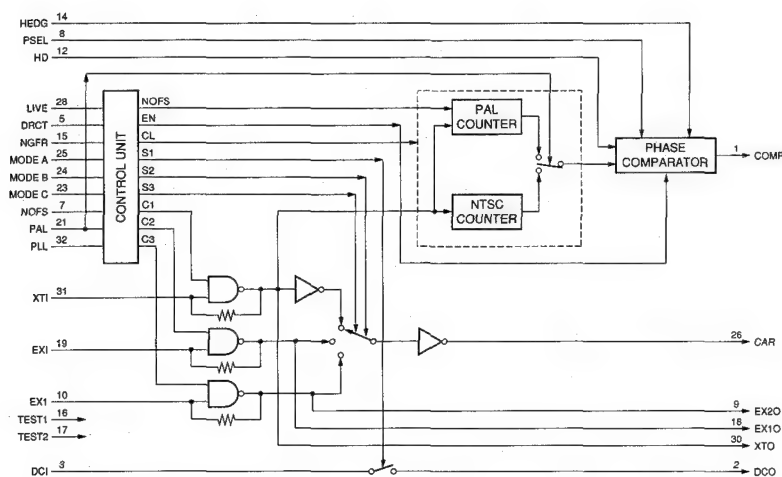 HEDG 14
PSEL 8
HD 12
LIVE 28
DRCT 5
NGFR 15
MODE A 25
MODE B 24
MODE C 23
NOFS 7
PAL 21
PLL 32
CONTROL UNIT
NOFS
EN
CL
S1
S2
S3
C1
C2
C3
PAL
COUNTER
NTSC
COUNTER
PHASE
COMPARATOR
1 COMP
XTI 31
EXI 19
EX1 10
TEST1 16
TEST2 17
DCI 3
26 CAR
9 EX2O
18 EX1O
30 XTO
2 DCO